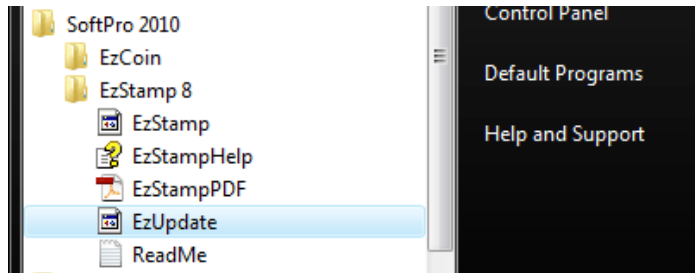 SoftPro 2010
EzCoin
EzStamp 8
EzStamp
EzStampHelp
EzStampPDF
EzUpdate
ReadMe
Control Panel
Default Programs
Help and Support